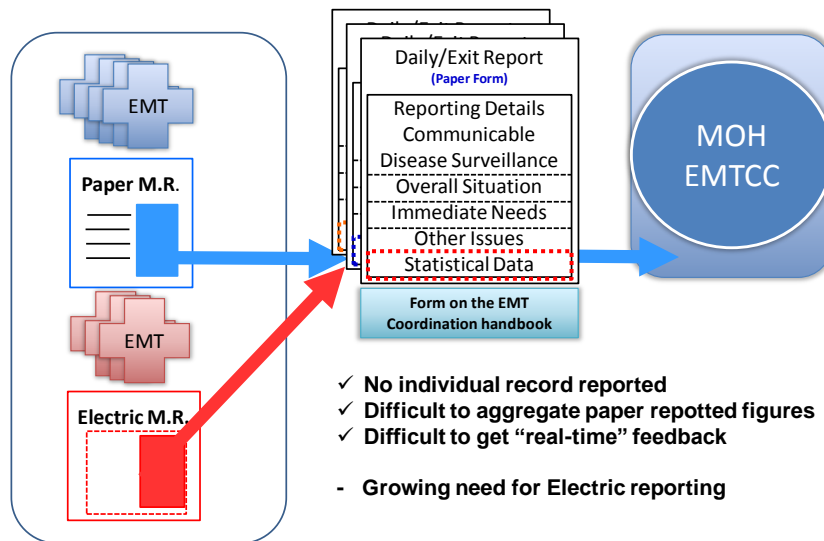 EMT
Paper M.R.
EMT
Electric M.R.
Daily/Exit Report
(Paper Form)
Reporting Details
Communicable
Disease Surveillance
Overall Situation
Immediate Needs
Other Issues
Statistical Data
Form on the EMT
Coordination handbook
MOH
EMTCC
✓ No individual record reported
✓ Difficult to aggregate paper repotted figures
✓ Difficult to get “real-time” feedback
- Growing need for Electric reporting